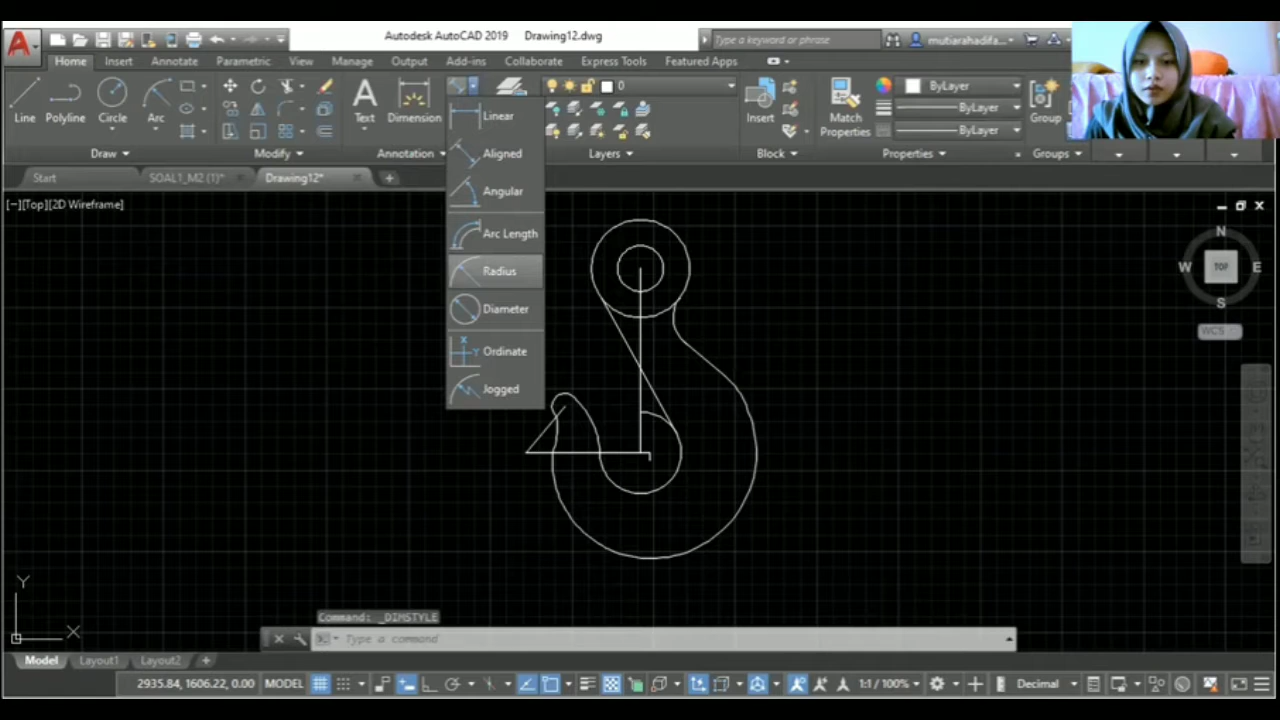 Autodesk AutoCAD 2019 Drawing12.dwg
Type a keyword or phrase
mutiarahadifa...
Home Insert Annotate Parametric View Manage Output Add-ins Collaborate Express Tools Featured Apps
Line Polyline Circle Arc
Text Dimension
0
Insert
Match Properties
ByLayer
ByLayer
ByLayer
Group
Draw Modify Annotation Layers Block Properties Groups
Start SOAL1_M2 (1)* Drawing12*
Linear
Aligned
Angular
Arc Length
Radius
Diameter
Ordinate
Jogged
[−][Top][2D Wireframe]
N
W TOP E
S
WCS
Y
X
Command: _DIMSTYLE
Type a command
Model Layout1 Layout2 +
2935.84, 1606.22, 0.00 MODEL 1:1 / 100% Decimal